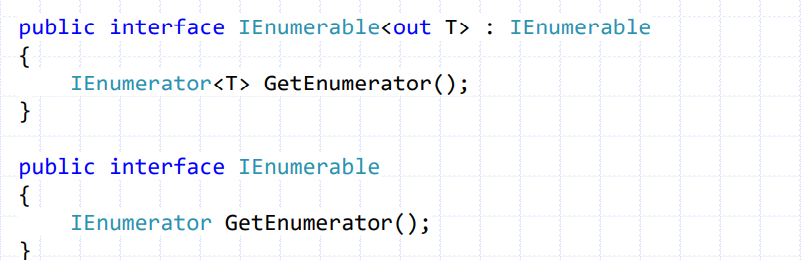 public interface IEnumerable<out T> : IEnumerable
{
    IEnumerator<T> GetEnumerator();
}
public interface IEnumerable
{
    IEnumerator GetEnumerator();
}